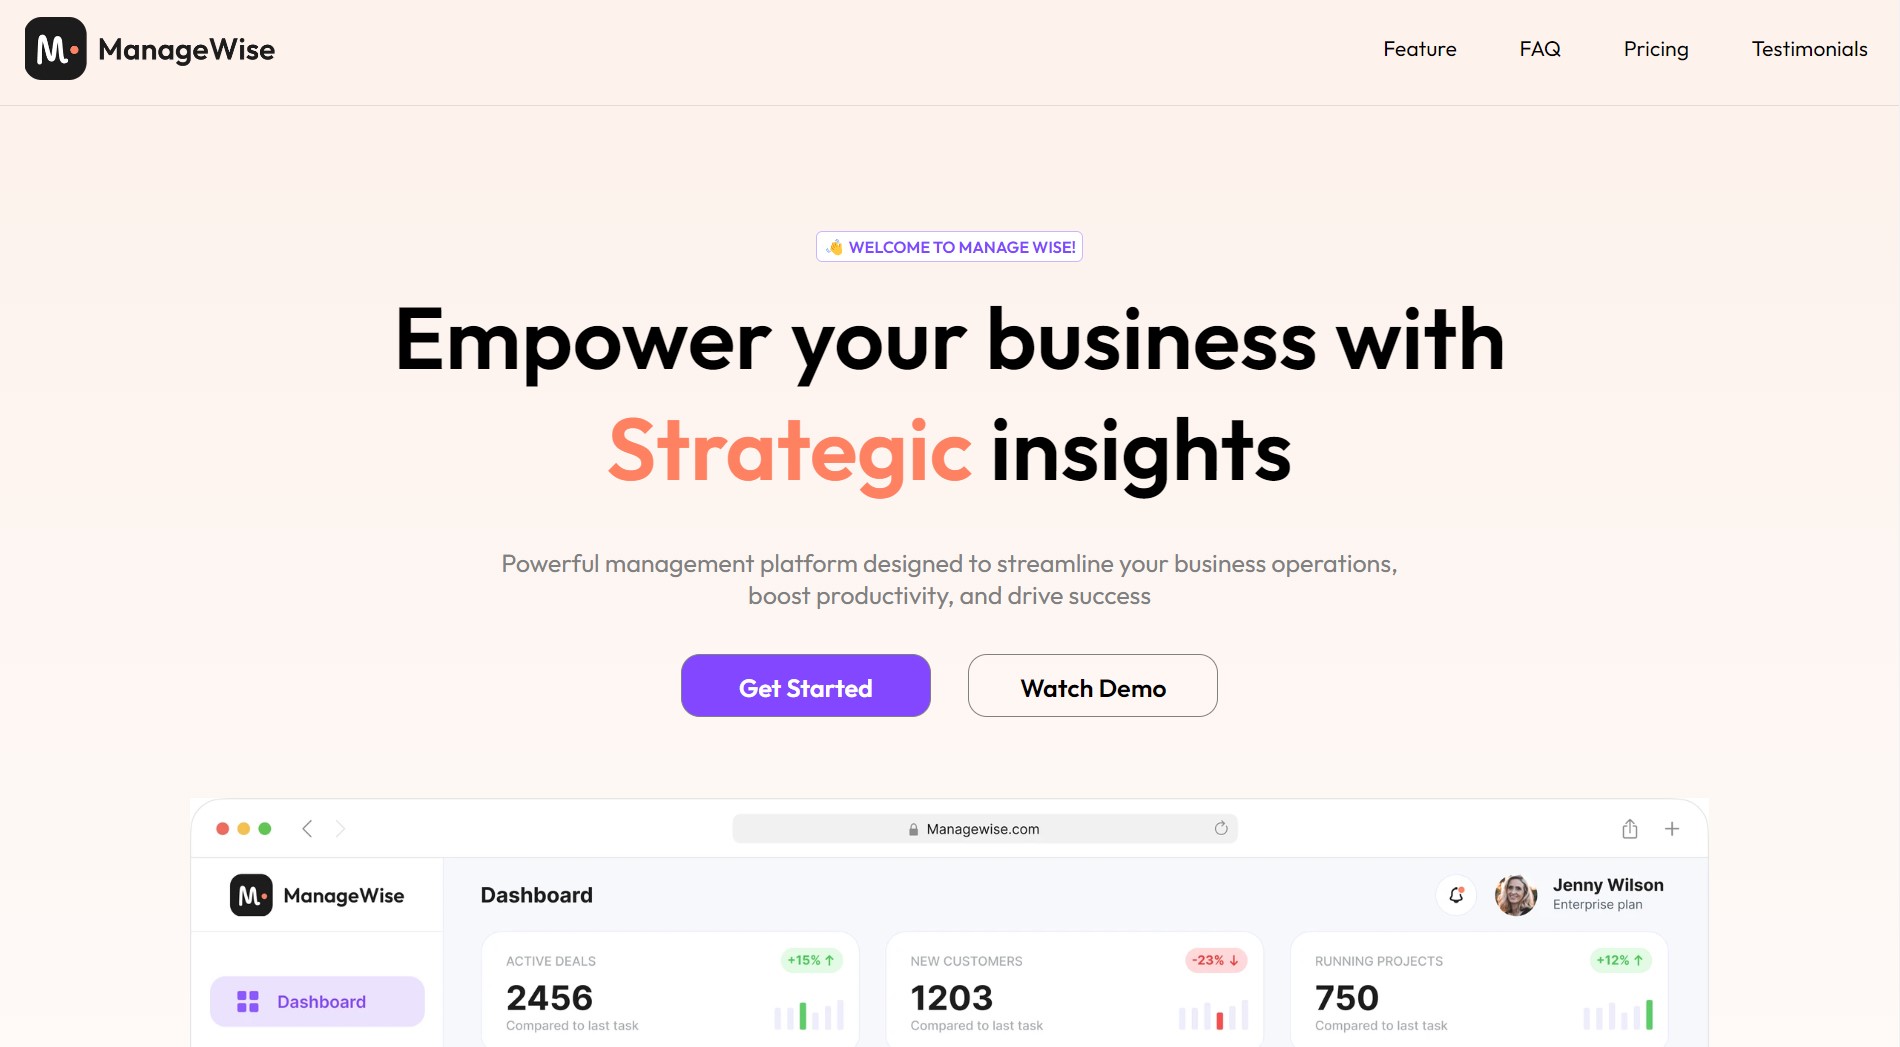 M. ManageWise
Feature FAQ Pricing Testimonials
👋 WELCOME TO MANAGE WISE!
Empower your business with
Strategic insights
Powerful management platform designed to streamline your business operations,
boost productivity, and drive success
Get Started Watch Demo
Managewise.com
M. ManageWise
Dashboard
Jenny Wilson
Enterprise plan
Dashboard
ACTIVE DEALS +15% ↑
2456
Compared to last task
NEW CUSTOMERS -23% ↓
1203
Compared to last task
RUNNING PROJECTS +12% ↑
750
Compared to last task